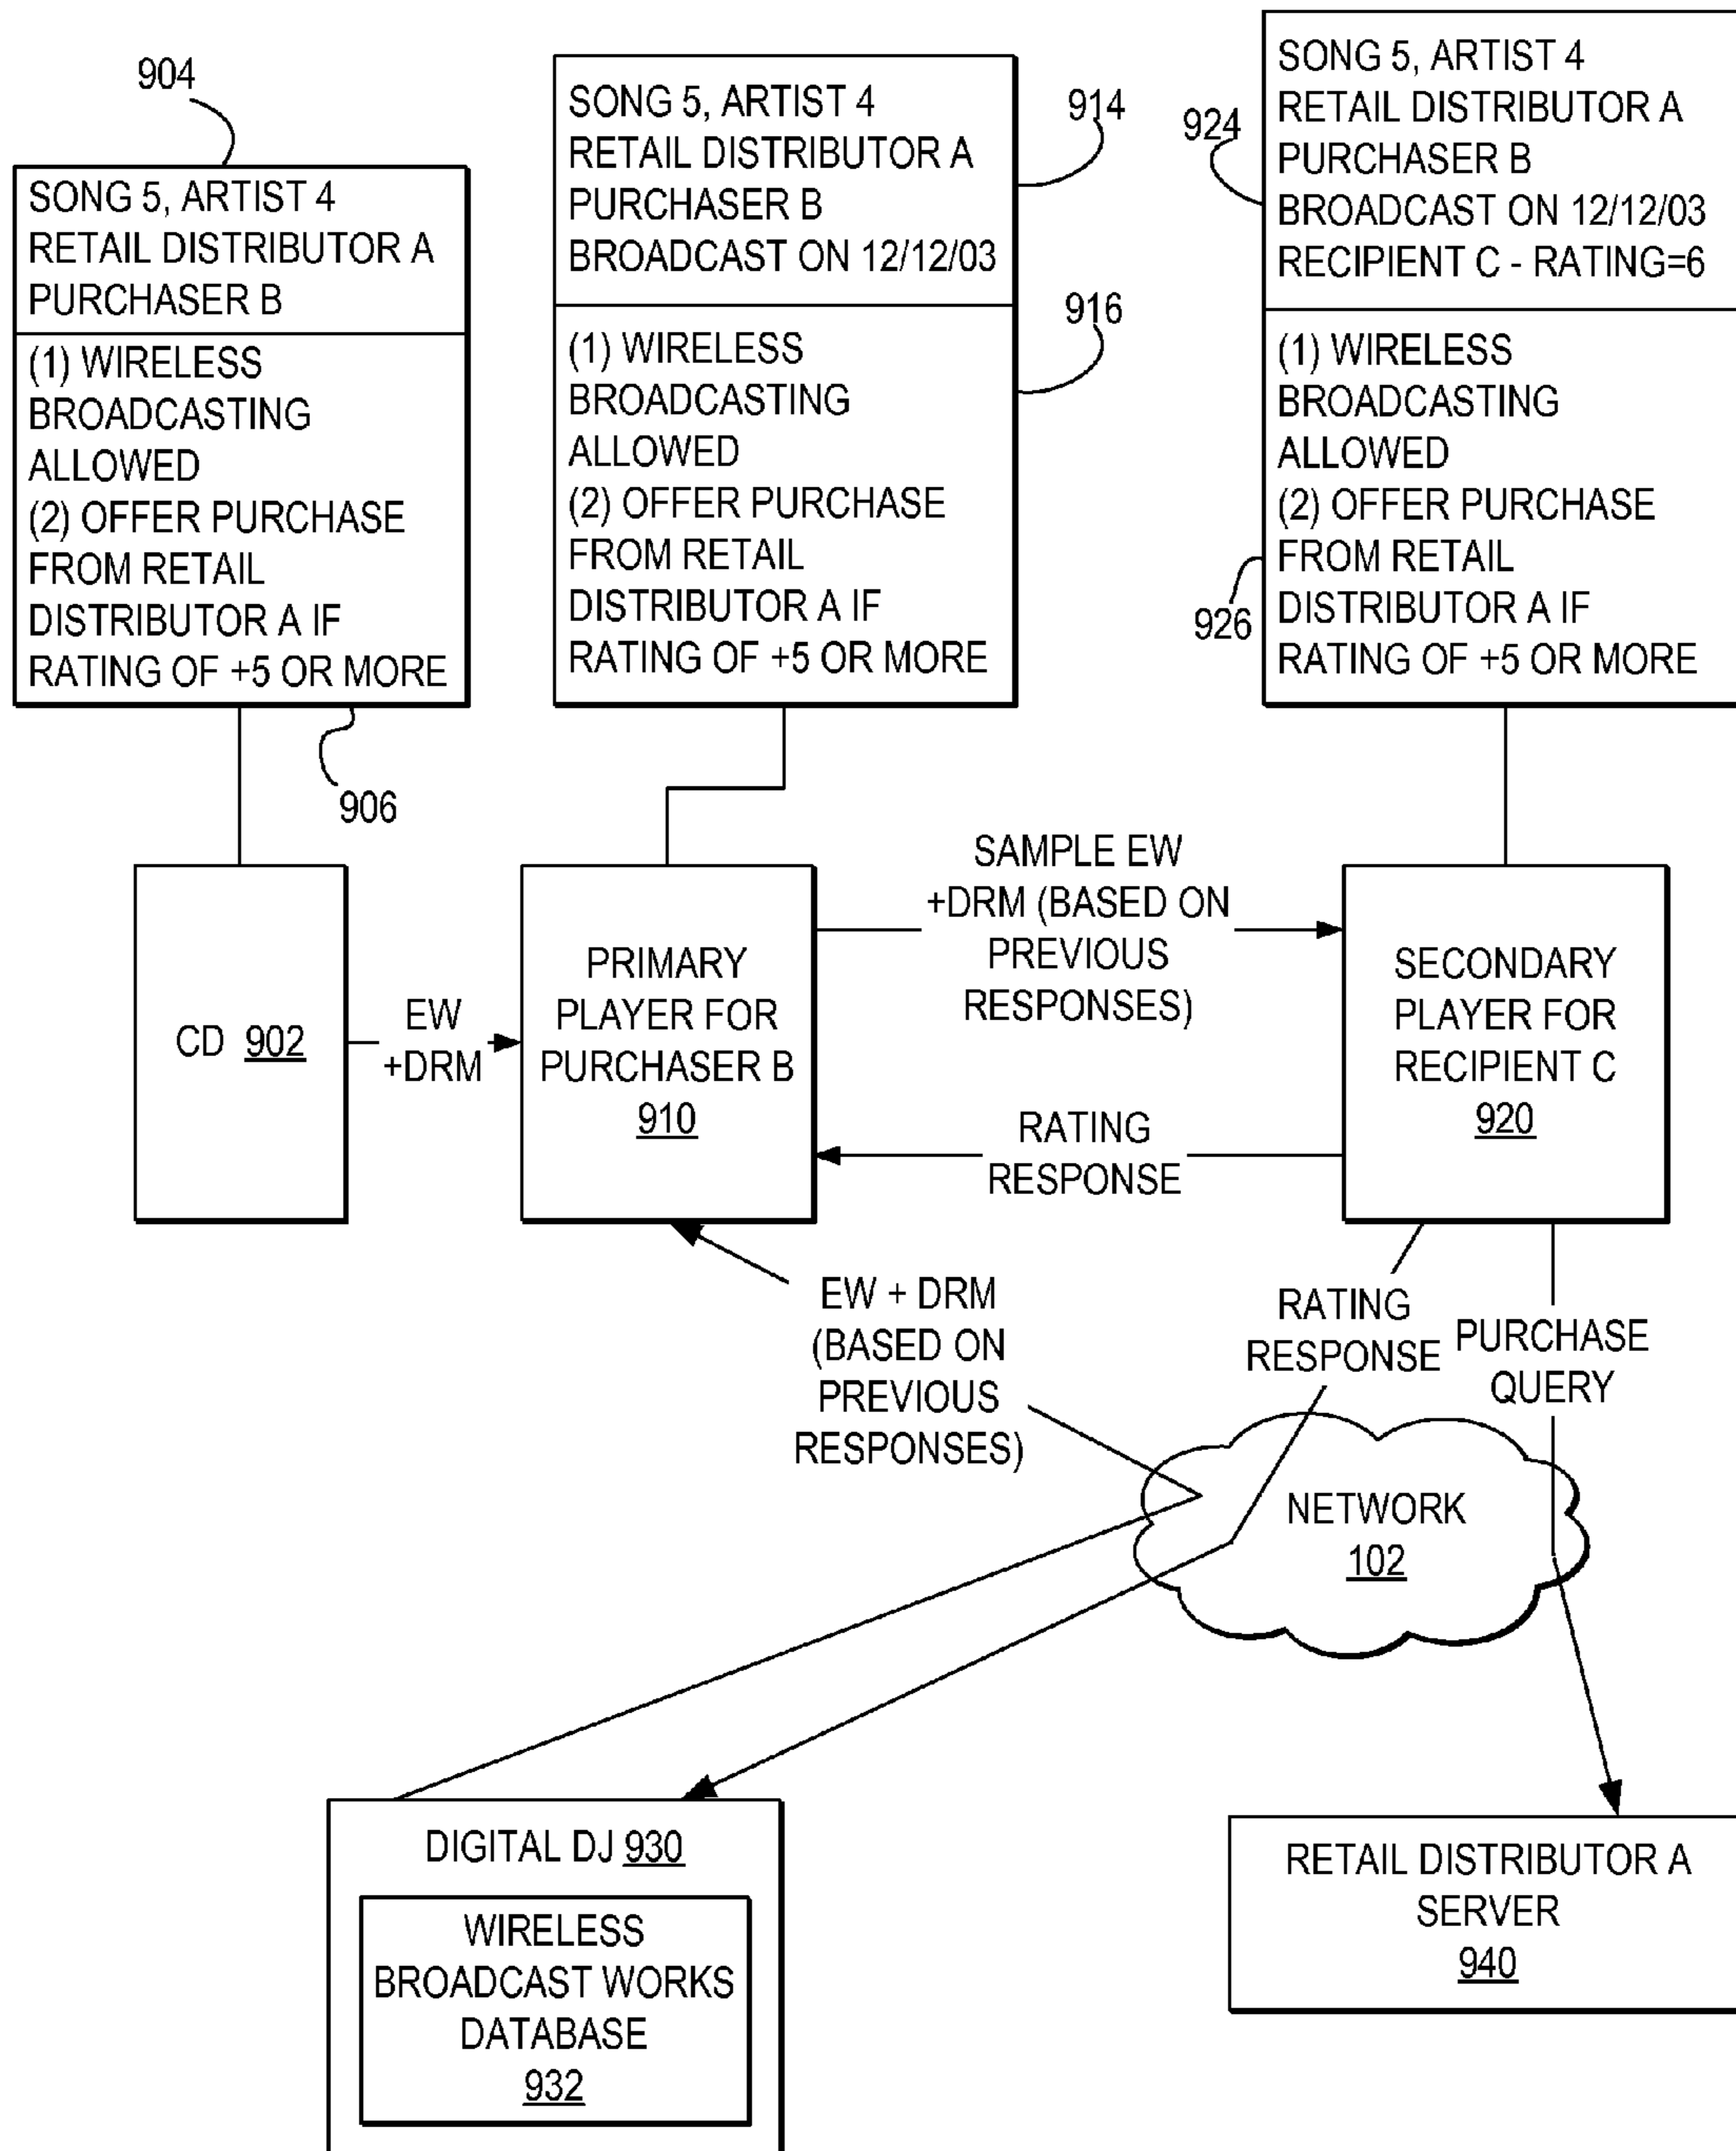 904
SONG 5, ARTIST 4
RETAIL DISTRIBUTOR A
PURCHASER B
(1) WIRELESS
BROADCASTING
ALLOWED
(2) OFFER PURCHASE
FROM RETAIL
DISTRIBUTOR A IF
RATING OF +5 OR MORE
906
SONG 5, ARTIST 4
RETAIL DISTRIBUTOR A
PURCHASER B
BROADCAST ON 12/12/03
914
(1) WIRELESS
BROADCASTING
ALLOWED
(2) OFFER PURCHASE
FROM RETAIL
DISTRIBUTOR A IF
RATING OF +5 OR MORE
916
924
SONG 5, ARTIST 4
RETAIL DISTRIBUTOR A
PURCHASER B
BROADCAST ON 12/12/03
RECIPIENT C - RATING=6
(1) WIRELESS
BROADCASTING
ALLOWED
(2) OFFER PURCHASE
FROM RETAIL
DISTRIBUTOR A IF
RATING OF +5 OR MORE
926
CD 902
EW
+DRM
PRIMARY
PLAYER FOR
PURCHASER B
910
SAMPLE EW
+DRM (BASED ON
PREVIOUS
RESPONSES)
RATING
RESPONSE
SECONDARY
PLAYER FOR
RECIPIENT C
920
EW + DRM
(BASED ON
PREVIOUS
RESPONSES)
RATING
RESPONSE
PURCHASE
QUERY
NETWORK
102
DIGITAL DJ 930
WIRELESS
BROADCAST WORKS
DATABASE
932
RETAIL DISTRIBUTOR A
SERVER
940